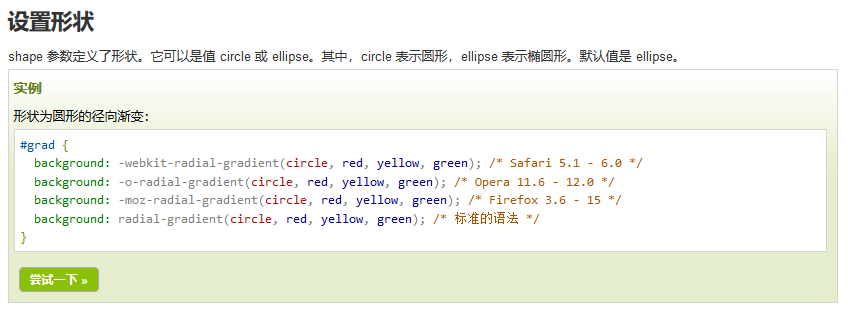 设置形状
shape 参数定义了形状。它可以是值 circle 或 ellipse。其中，circle 表示圆形，ellipse 表示椭圆形。默认值是 ellipse。
实例
形状为圆形的径向渐变：
#grad {
  background: -webkit-radial-gradient(circle, red, yellow, green); /* Safari 5.1 - 6.0 */
  background: -o-radial-gradient(circle, red, yellow, green); /* Opera 11.6 - 12.0 */
  background: -moz-radial-gradient(circle, red, yellow, green); /* Firefox 3.6 - 15 */
  background: radial-gradient(circle, red, yellow, green); /* 标准的语法 */
}
尝试一下 »